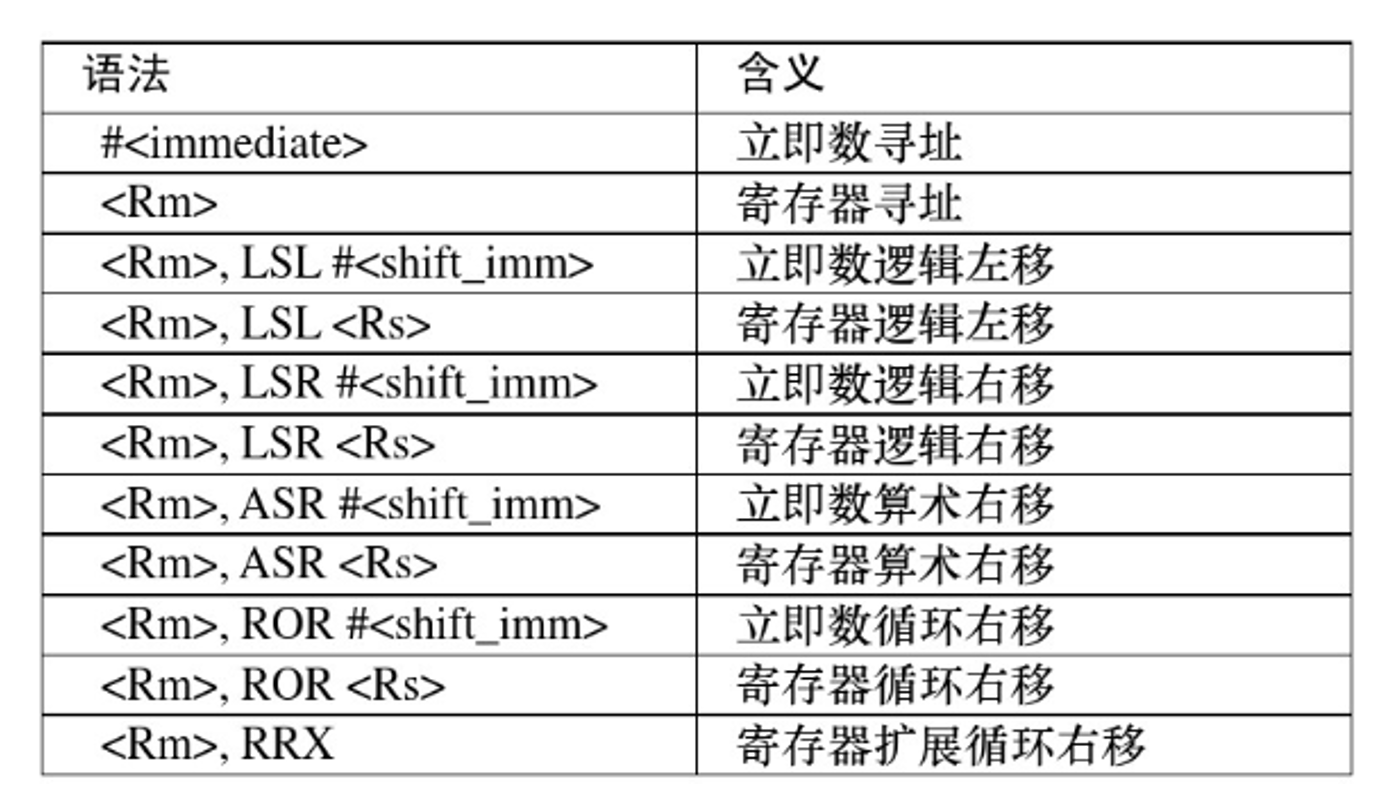 语法 含义
#<immediate> 立即数寻址
<Rm> 寄存器寻址
<Rm>, LSL #<shift_imm> 立即数逻辑左移
<Rm>, LSL <Rs> 寄存器逻辑左移
<Rm>, LSR #<shift_imm> 立即数逻辑右移
<Rm>, LSR <Rs> 寄存器逻辑右移
<Rm>, ASR #<shift_imm> 立即数算术右移
<Rm>, ASR <Rs> 寄存器算术右移
<Rm>, ROR #<shift_imm> 立即数循环右移
<Rm>, ROR <Rs> 寄存器循环右移
<Rm>, RRX 寄存器扩展循环右移